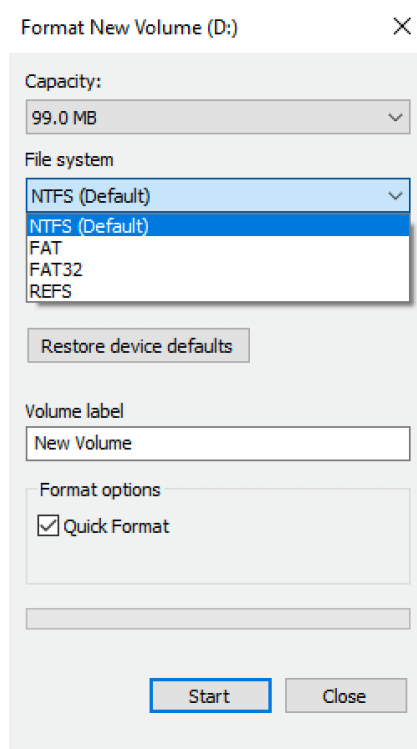 Format New Volume (D:)
Capacity:
99.0 MB
File system
NTFS (Default)
NTFS (Default)
FAT
FAT32
REFS
Restore device defaults
Volume label
New Volume
Format options
Quick Format
Start
Close